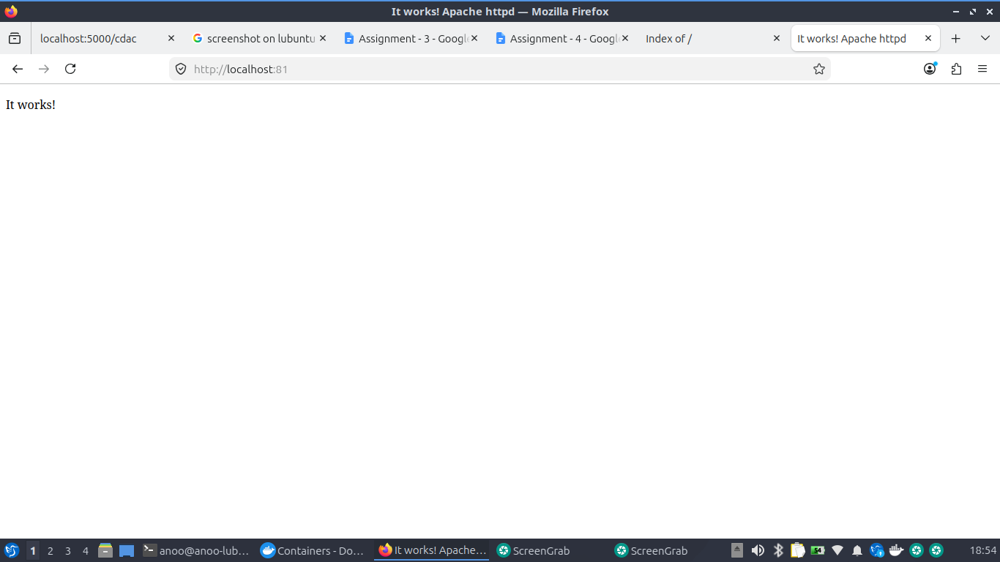 It works! Apache httpd — Mozilla Firefox
localhost:5000/cdac
screenshot on lubuntu
Assignment - 3 - Google
Assignment - 4 - Google
Index of /
It works! Apache httpd
http://localhost:81
It works!
1 2 3 4
anoo@anoo-lub...
Containers - Do...
It works! Apache...
ScreenGrab
ScreenGrab
54
18:54